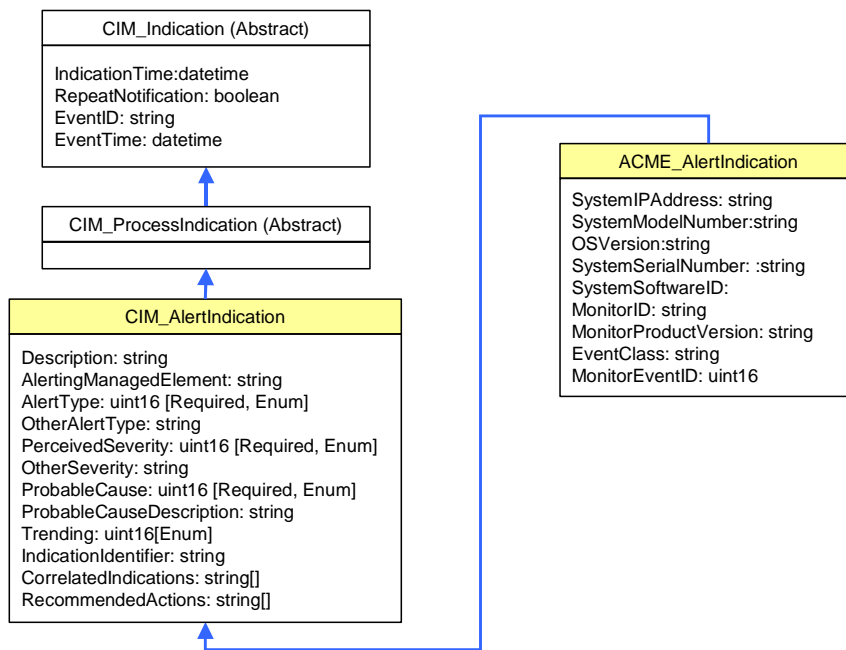 CIM_Indication (Abstract)
IndicationTime:datetime
RepeatNotification: boolean
EventID: string
EventTime: datetime
CIM_ProcessIndication (Abstract)
CIM_AlertIndication
Description: string
AlertingManagedElement: string
AlertType: uint16 [Required, Enum]
OtherAlertType: string
PerceivedSeverity: uint16 [Required, Enum]
OtherSeverity: string
ProbableCause: uint16 [Required, Enum]
ProbableCauseDescription: string
Trending: uint16[Enum]
IndicationIdentifier: string
CorrelatedIndications: string[]
RecommendedActions: string[]
ACME_AlertIndication
SystemIPAddress: string
SystemModelNumber:string
OSVersion:string
SystemSerialNumber: :string
SystemSoftwareID:
MonitorID: string
MonitorProductVersion: string
EventClass: string
MonitorEventID: uint16